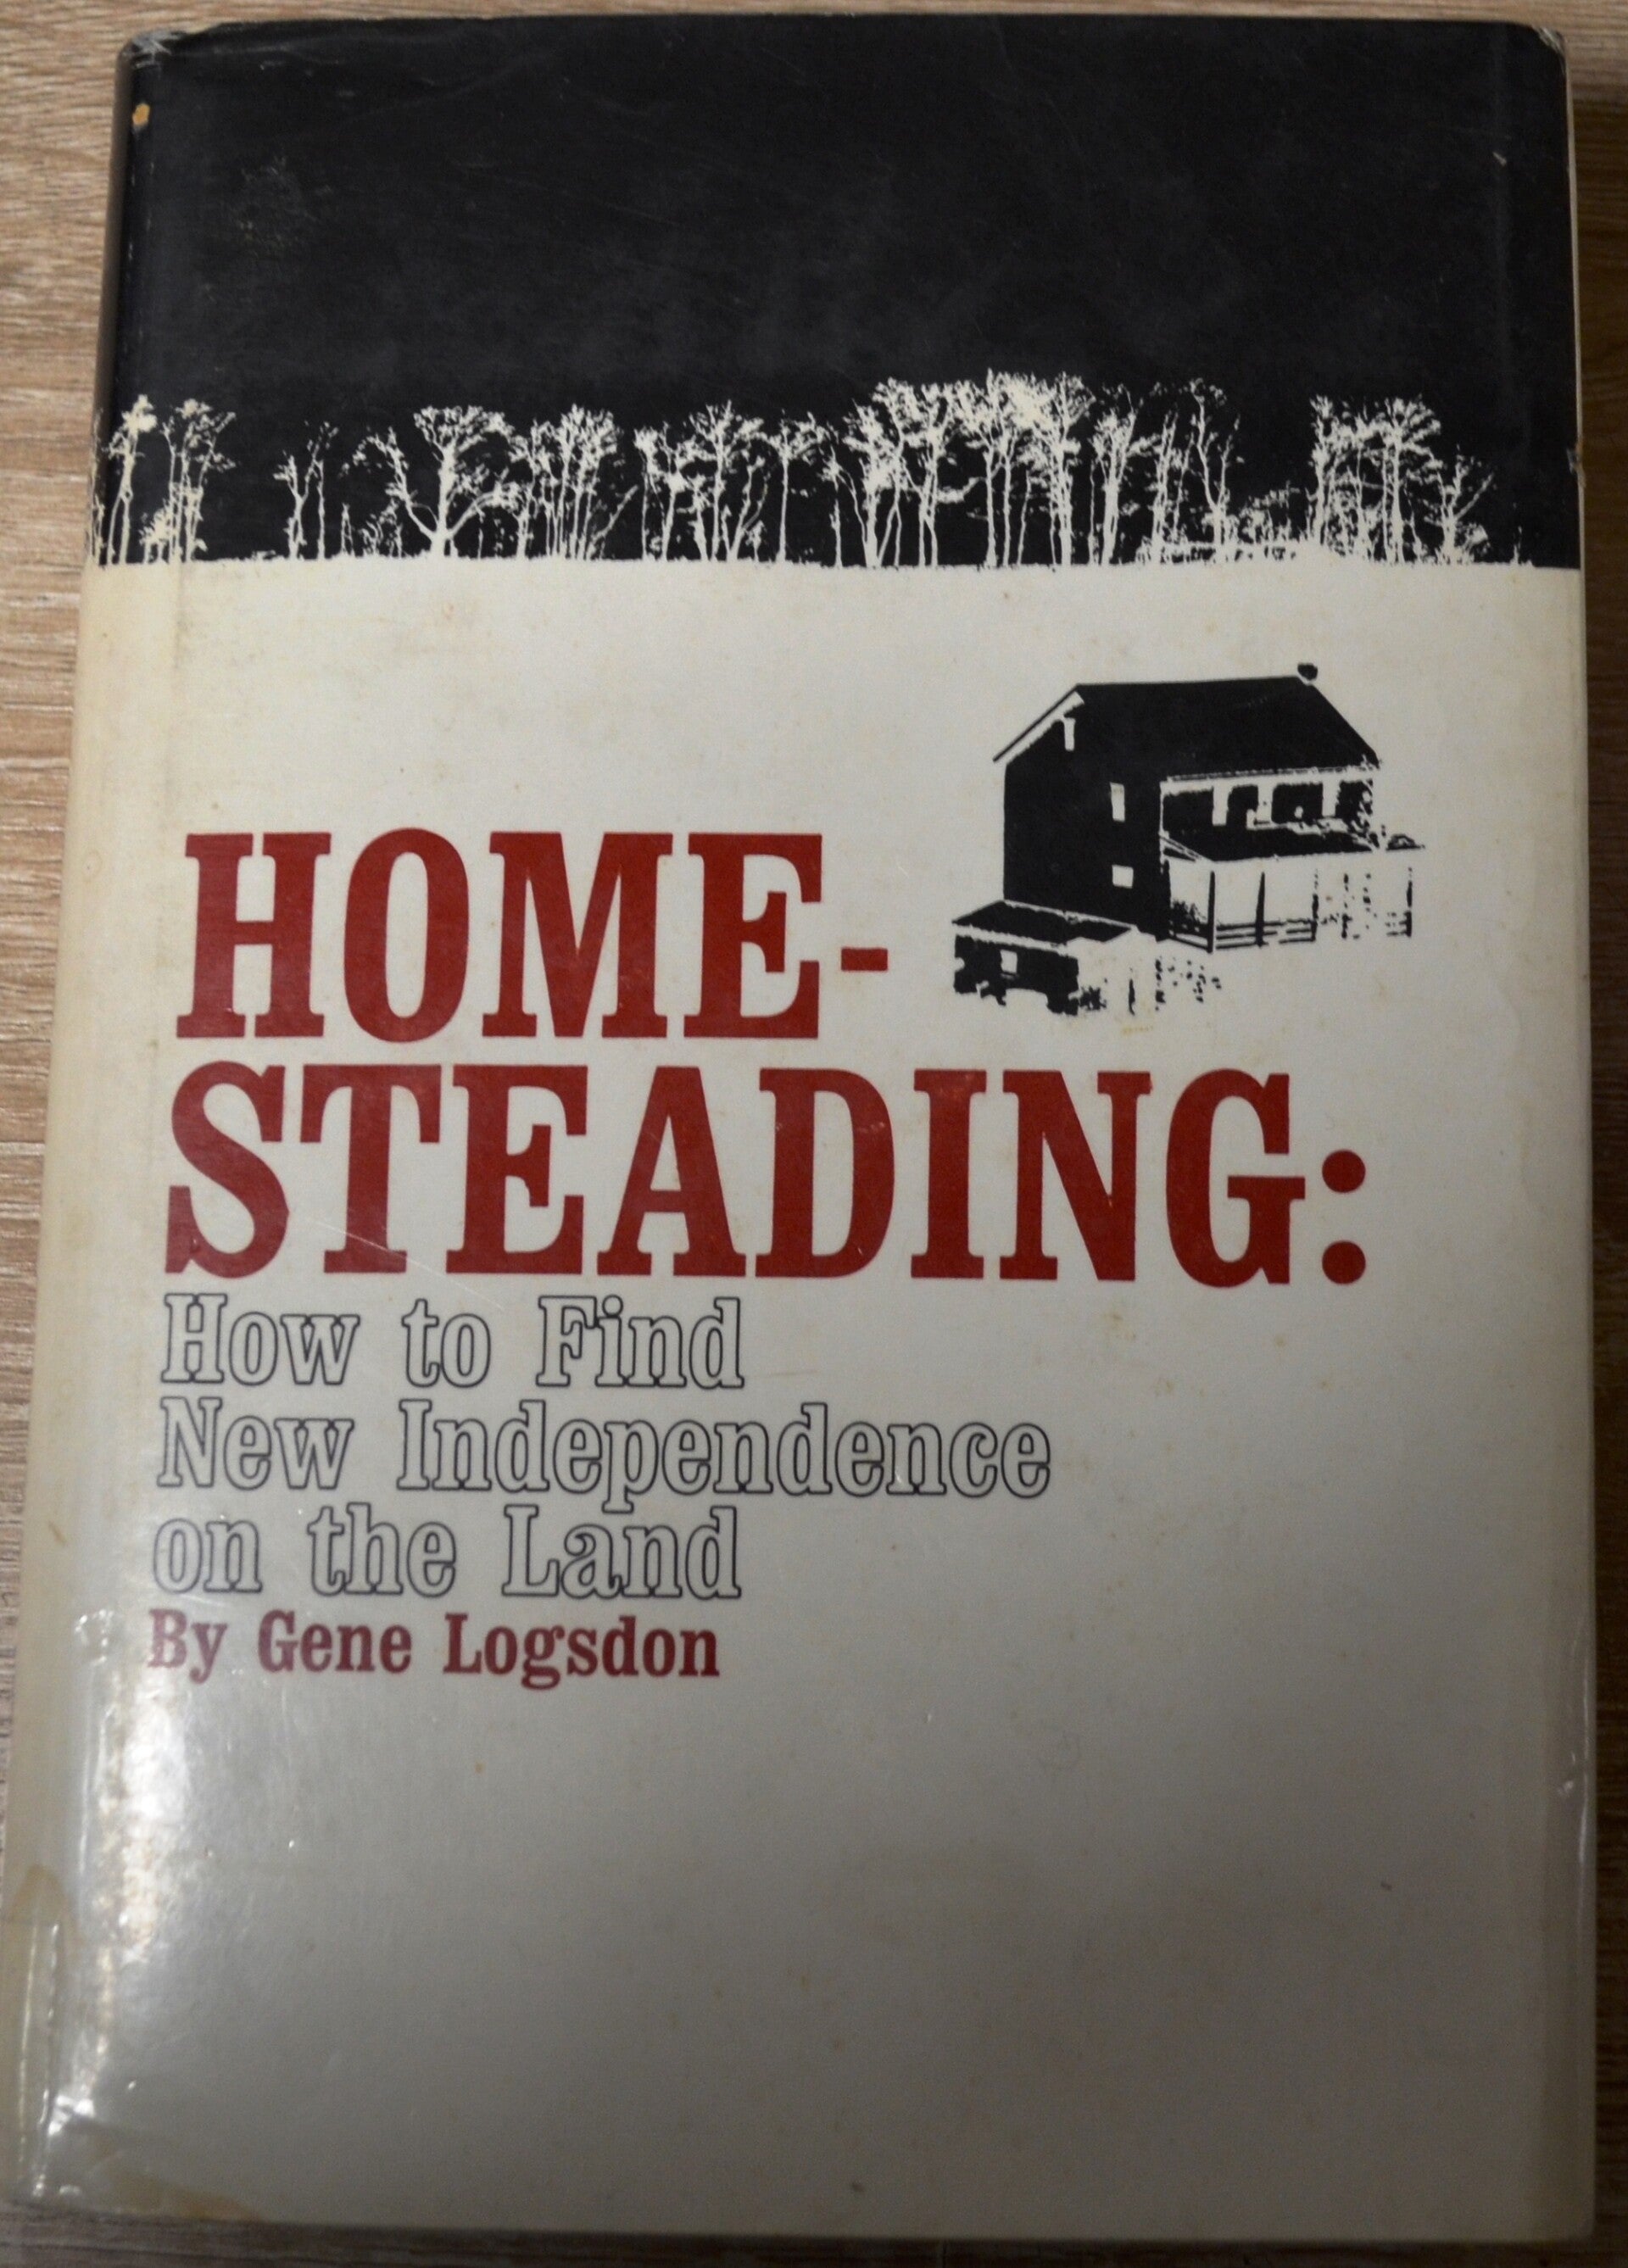 HOME-
STEADING:
How to Find
New Independence
on the Land
By Gene Logsdon